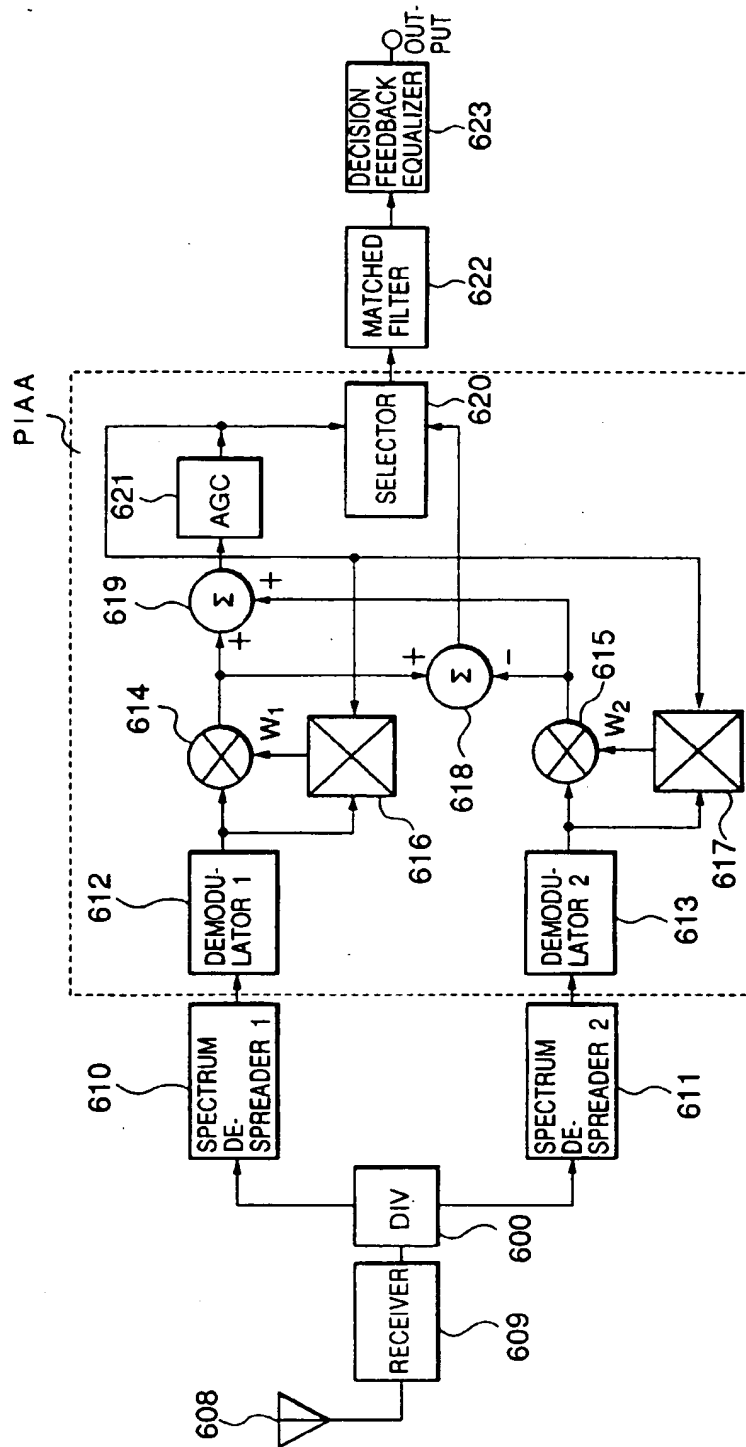 608
RECEIVER
609
DIV
600
610
SPECTRUM
DE-
SPREADER 1
SPECTRUM
DE-
SPREADER 2
611
PIAA
612
DEMODU-
LATOR 1
614
W1
616
619
Σ
+
+
621
AGC
+
Σ
-
618
615
W2
617
DEMODU-
LATOR 2
613
SELECTOR
620
MATCHED
FILTER
622
DECISION
FEEDBACK
EQUALIZER
623
OUT-
PUT